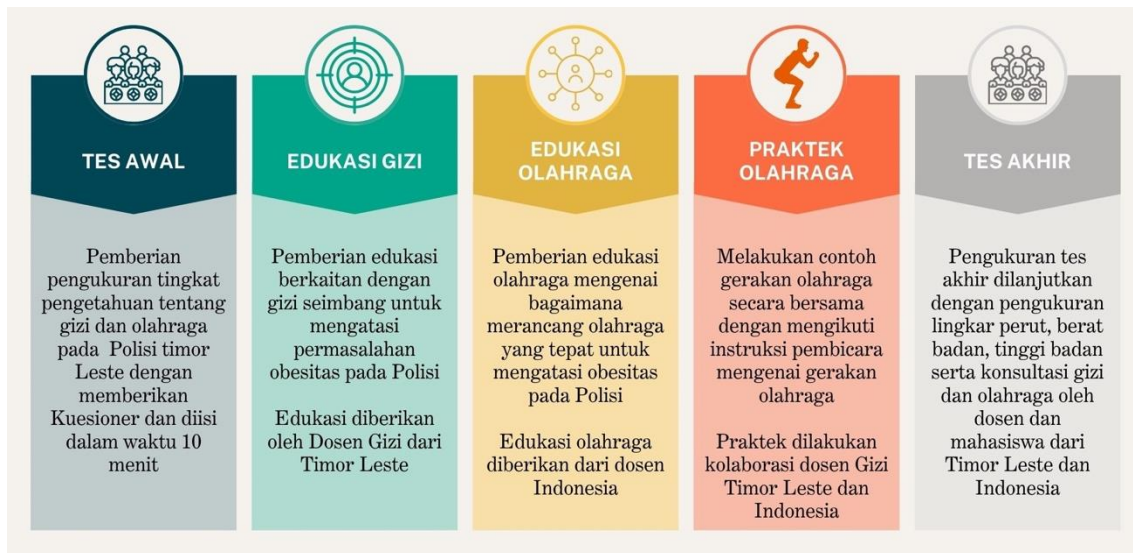 TES AWAL
Pemberian
pengukuran tingkat
pengetahuan tentang
gizi dan olahraga
pada Polisi timor
Leste dengan
memberikan
Kuesioner dan diisi
dalam waktu 10
menit
EDUKASI GIZI
Pemberian edukasi
berkaitan dengan
gizi seimbang untuk
mengatasi
permasalahan
obesitas pada Polisi
Edukasi diberikan
oleh Dosen Gizi dari
Timor Leste
EDUKASI
OLAHRAGA
Pemberian edukasi
olahraga mengenai
bagaimana
merancang olahraga
yang tepat untuk
mengatasi obesitas
pada Polisi
Edukasi olahraga
diberikan dari dosen
Indonesia
PRAKTEK
OLAHRAGA
Melakukan contoh
gerakan olahraga
secara bersama
dengan mengikuti
instruksi pembicara
mengenai gerakan
olahraga
Praktek dilakukan
kolaborasi dosen Gizi
Timor Leste dan
Indonesia
TES AKHIR
Pengukuran tes
akhir dilanjutkan
dengan pengukuran
lingkar perut, berat
badan, tinggi badan
serta konsultasi gizi
dan olahraga oleh
dosen dan
mahasiswa dari
Timor Leste dan
Indonesia